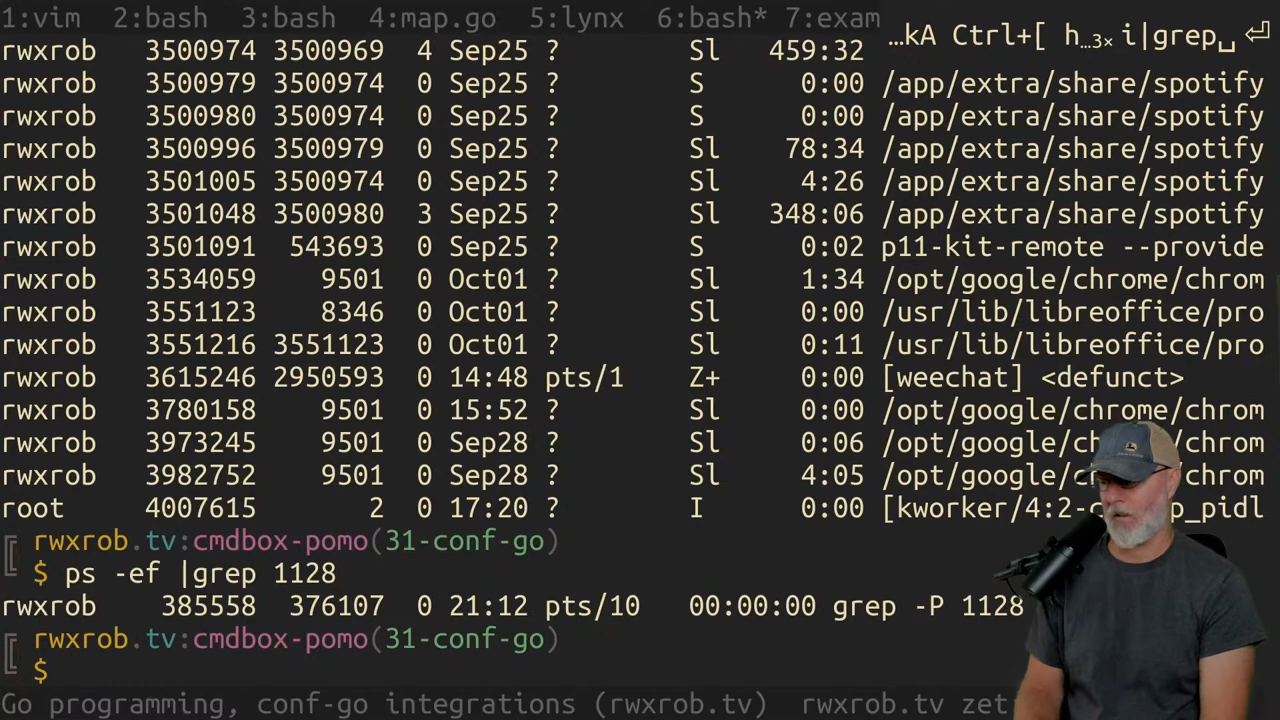 1:vim 2:bash 3:bash 4:map.go 5:lynx 6:bash* 7:exam
…kA Ctrl+[ h…3× i|grep␣ ⏎
rwxrob 3500974 3500969 4 Sep25 ? Sl 459:32
rwxrob 3500979 3500974 0 Sep25 ? S 0:00 /app/extra/share/spotify
rwxrob 3500980 3500974 0 Sep25 ? S 0:00 /app/extra/share/spotify
rwxrob 3500996 3500979 0 Sep25 ? Sl 78:34 /app/extra/share/spotify
rwxrob 3501005 3500974 0 Sep25 ? Sl 4:26 /app/extra/share/spotify
rwxrob 3501048 3500980 3 Sep25 ? Sl 348:06 /app/extra/share/spotify
rwxrob 3501091 543693 0 Sep25 ? S 0:02 p11-kit-remote --provide
rwxrob 3534059 9501 0 Oct01 ? Sl 1:34 /opt/google/chrome/chrom
rwxrob 3551123 8346 0 Oct01 ? Sl 0:00 /usr/lib/libreoffice/pro
rwxrob 3551216 3551123 0 Oct01 ? Sl 0:11 /usr/lib/libreoffice/pro
rwxrob 3615246 2950593 0 14:48 pts/1 Z+ 0:00 [weechat] <defunct>
rwxrob 3780158 9501 0 15:52 ? Sl 0:00 /opt/google/chrome/chrom
rwxrob 3973245 9501 0 Sep28 ? Sl 0:06 /opt/google/ch /chrom
rwxrob 3982752 9501 0 Sep28 ? Sl 4:05 /opt/google/c /chrom
root 4007615 2 0 17:20 ? I 0:00 [kworker/4:2-c p_pidl
rwxrob.tv:cmdbox-pomo(31-conf-go)
$ ps -ef |grep 1128
rwxrob 385558 376107 0 21:12 pts/10 00:00:00 grep -P 1128
rwxrob.tv:cmdbox-pomo(31-conf-go)
$
Go programming, conf-go integrations (rwxrob.tv) rwxrob.tv zet